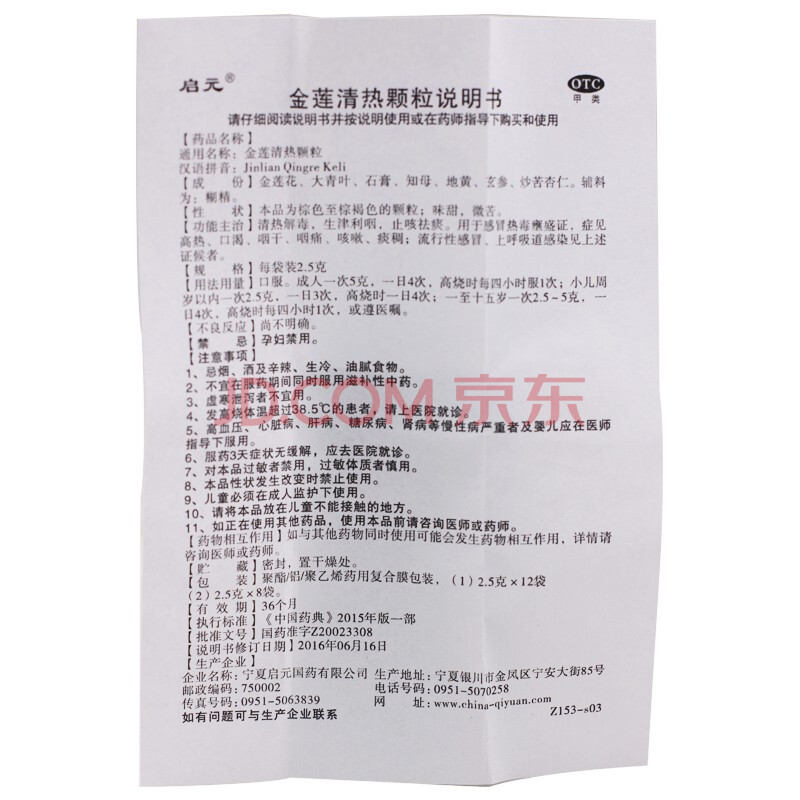 启元®
OTC
甲类
金莲清热颗粒说明书
请仔细阅读说明书并按说明使用或在药师指导下购买和使用
【药品名称】
通用名称：金莲清热颗粒
汉语拼音：Jinlian Qingre Keli
【成　　份】金莲花、大青叶、石膏、知母、地黄、玄参、炒苦杏仁。辅料
为：糊精。
【性　　状】本品为棕色至棕褐色的颗粒；味甜，微苦。
【功能主治】清热解毒，生津利咽，止咳祛痰。用于感冒热毒壅盛证，症见
高热、口渴、咽干、咽痛、咳嗽、痰稠；流行性感冒、上呼吸道感染见上述
证候者。
【规　　格】每袋装2.5克
【用法用量】口服。成人一次5克，一日4次，高烧时每四小时服1次；小儿周
岁以内一次2.5克，一日3次，高烧时一日4次；一至十五岁一次2.5～5克，一
日4次，高烧时每四小时1次，或遵医嘱。
【不良反应】尚不明确。
【禁　　忌】孕妇禁用。
【注意事项】
1、忌烟、酒及辛辣、生冷、油腻食物。
2、不宜在服药期间同时服用滋补性中药。
3、虚寒泄泻者不宜用。
4、发高烧体温超过38.5℃的患者，请上医院就诊。
5、高血压、心脏病、肝病、糖尿病、肾病等慢性病严重者及婴儿应在医师
指导下服用。
6、服药3天症状无缓解，应去医院就诊。
7、对本品过敏者禁用，过敏体质者慎用。
8、本品性状发生改变时禁止使用。
9、儿童必须在成人监护下使用。
10、请将本品放在儿童不能接触的地方。
11、如正在使用其他药品，使用本品前请咨询医师或药师。
【药物相互作用】如与其他药物同时使用可能会发生药物相互作用，详情请
咨询医师或药师。
【贮　　藏】密封，置干燥处。
【包　　装】聚酯/铝/聚乙烯药用复合膜包装，（1）2.5克×12袋
（2）2.5克×8袋。
【有 效 期】36个月
【执行标准】《中国药典》2015年版一部
【批准文号】国药准字Z20023308
【说明书修订日期】2016年06月16日
【生产企业】
企业名称：宁夏启元国药有限公司 生产地址：宁夏银川市金凤区宁安大街85号
邮政编码：750002 电话号码：0951-5070258
传真号码：0951-5063839 网　　址：www.china-qiyuan.com
如有问题可与生产企业联系
Z153-s03
JD.COM 京东